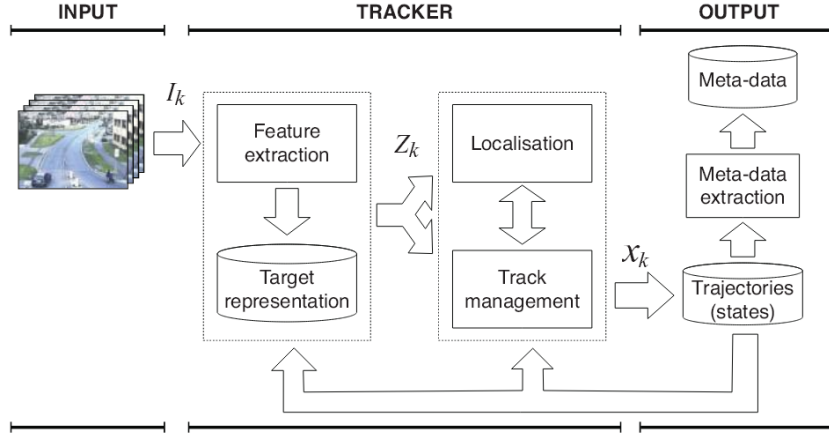 INPUT
TRACKER
OUTPUT
I_k
Feature
extraction
Target
representation
Z_k
Localisation
Track
management
x_k
Meta-data
Meta-data
extraction
Trajectories
(states)